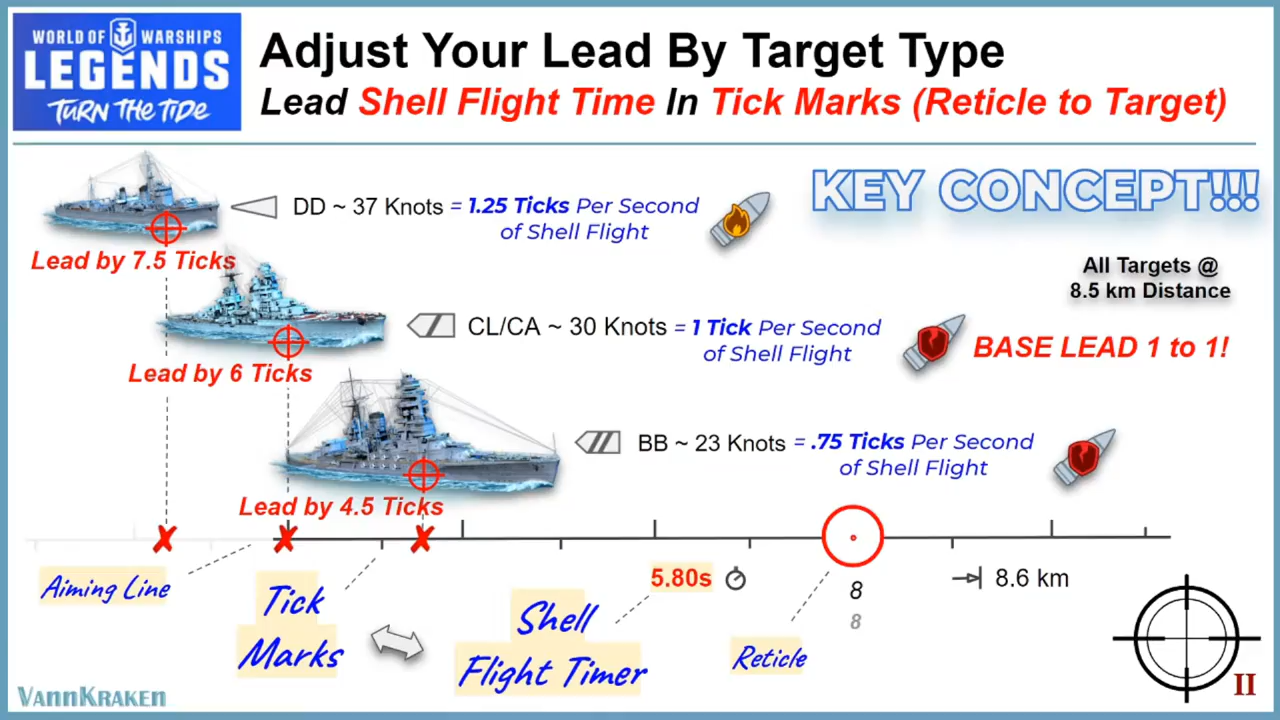 WORLD OF WARSHIPS
LEGENDS
TURN THE TIDE
Adjust Your Lead By Target Type
Lead Shell Flight Time In Tick Marks (Reticle to Target)
KEY CONCEPT!!!
DD ~ 37 Knots = 1.25 Ticks Per Second
of Shell Flight
Lead by 7.5 Ticks
All Targets @
8.5 km Distance
CL/CA ~ 30 Knots = 1 Tick Per Second
of Shell Flight
BASE LEAD 1 to 1!
Lead by 6 Ticks
BB ~ 23 Knots = .75 Ticks Per Second
of Shell Flight
Lead by 4.5 Ticks
Aiming Line
Tick
Marks
Shell
Flight Timer
5.80s
Reticle
8
8
8.6 km
II
VANNKRAKEN